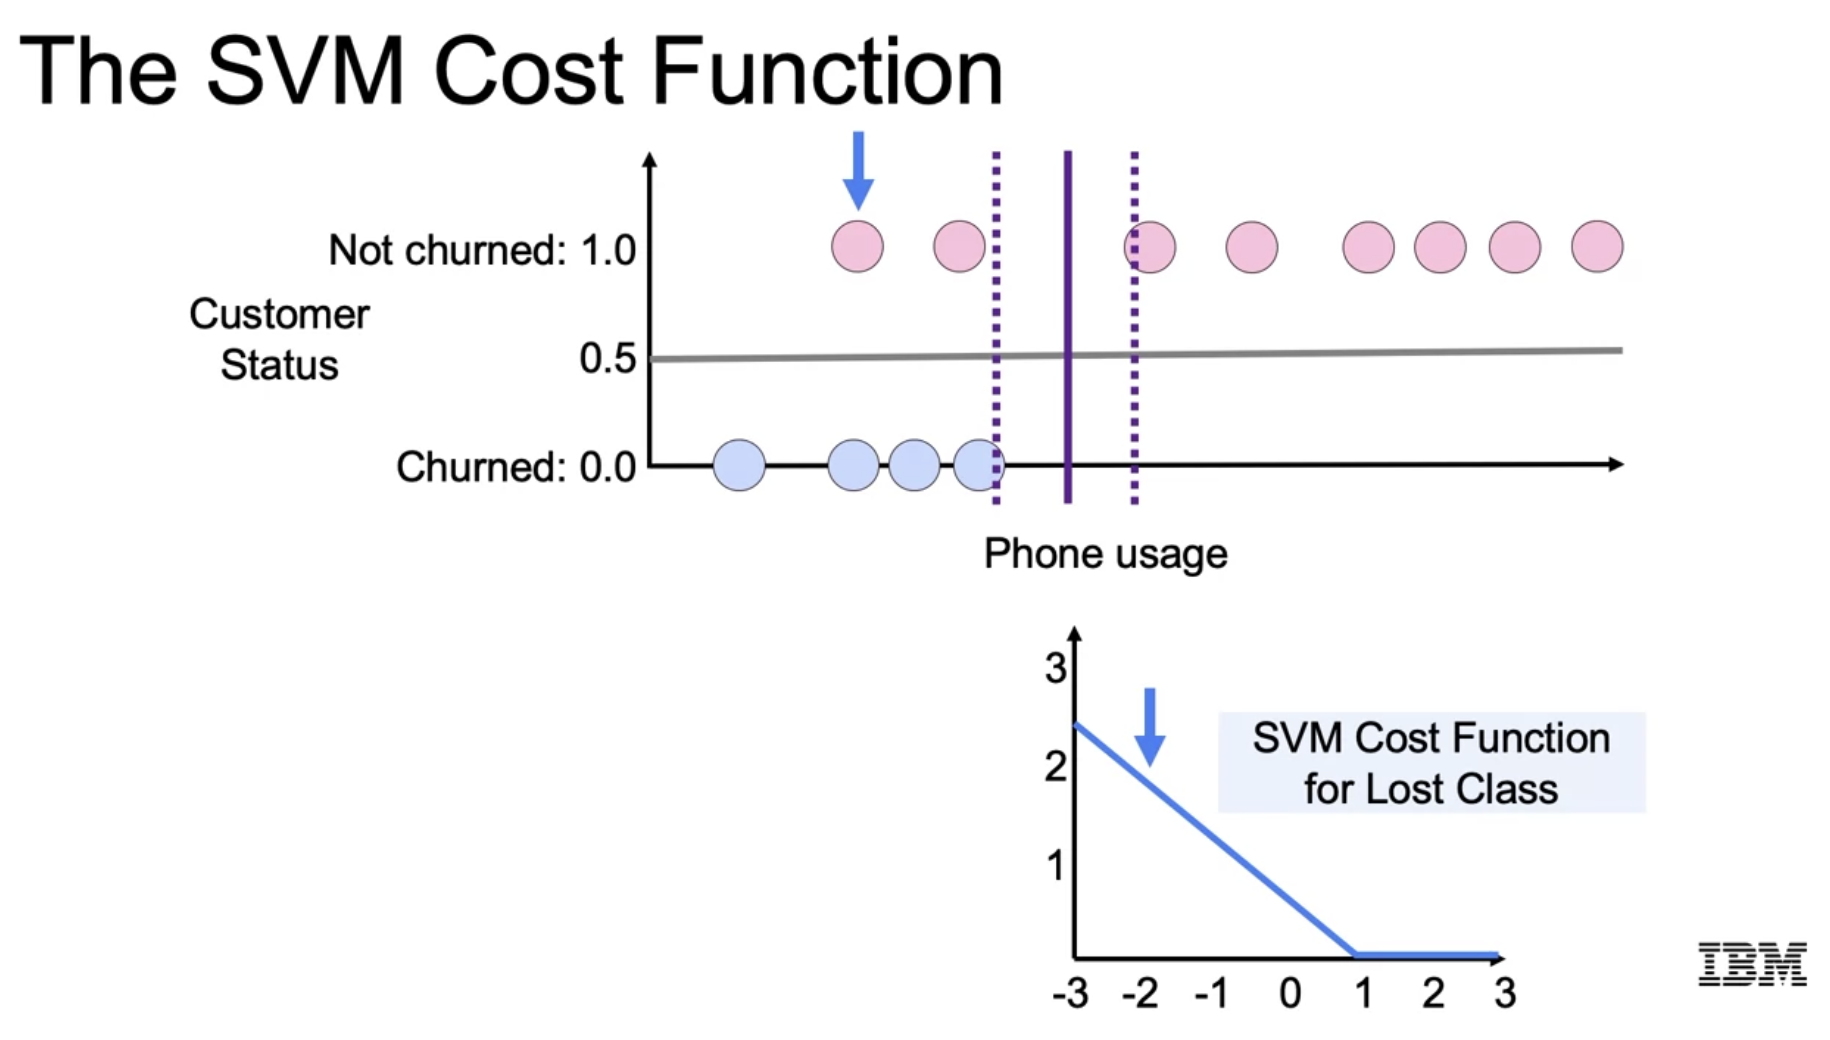 The SVM Cost Function
Not churned: 1.0
Customer
Status
0.5
Churned: 0.0
Phone usage
3
2
1
SVM Cost Function
for Lost Class
-3 -2 -1 0 1 2 3
IBM